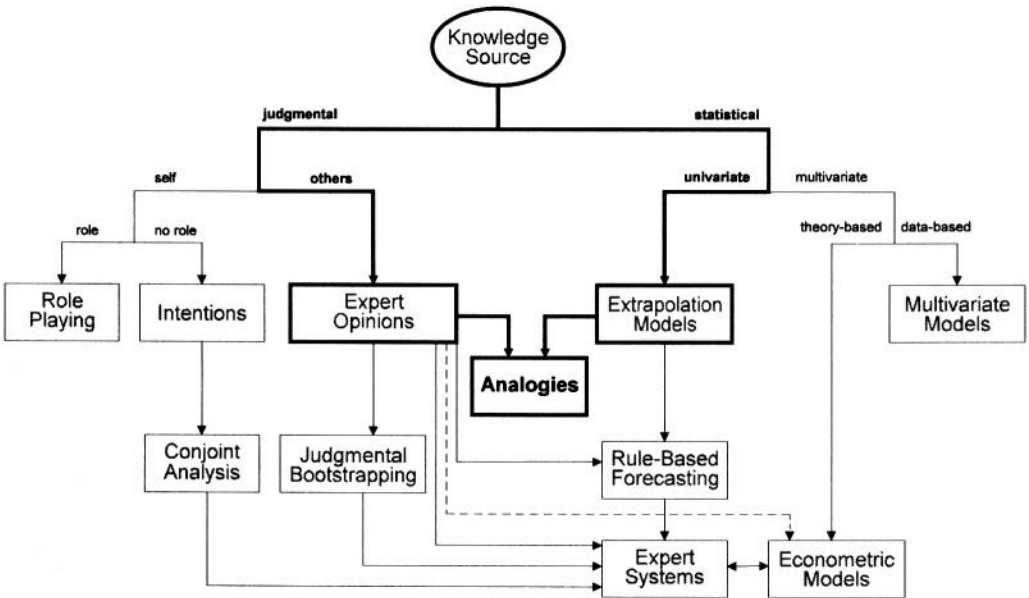 Knowledge
Source
judgmental
statistical
self
others
univariate
multivariate
role
no role
theory-based
data-based
Role
Playing
Intentions
Expert
Opinions
Extrapolation
Models
Multivariate
Models
Analogies
Conjoint
Analysis
Judgmental
Bootstrapping
Rule-Based
Forecasting
Expert
Systems
Econometric
Models